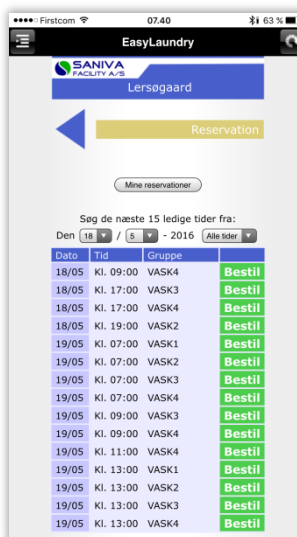 Firstcom 07.40 63 %
EasyLaundry
SANIVA
FACILITY A/S
Lersøgaard
Reservation
Mine reservationer
Søg de næste 15 ledige tider fra:
Den 18 / 5 - 2016 Alle tider
Dato Tid Gruppe
18/05 Kl. 09:00 VASK4 Bestil
18/05 Kl. 17:00 VASK3 Bestil
18/05 Kl. 17:00 VASK4 Bestil
18/05 Kl. 19:00 VASK2 Bestil
19/05 Kl. 07:00 VASK1 Bestil
19/05 Kl. 07:00 VASK2 Bestil
19/05 Kl. 07:00 VASK3 Bestil
19/05 Kl. 07:00 VASK4 Bestil
19/05 Kl. 09:00 VASK3 Bestil
19/05 Kl. 09:00 VASK4 Bestil
19/05 Kl. 11:00 VASK4 Bestil
19/05 Kl. 13:00 VASK1 Bestil
19/05 Kl. 13:00 VASK2 Bestil
19/05 Kl. 13:00 VASK3 Bestil
19/05 Kl. 13:00 VASK4 Bestil